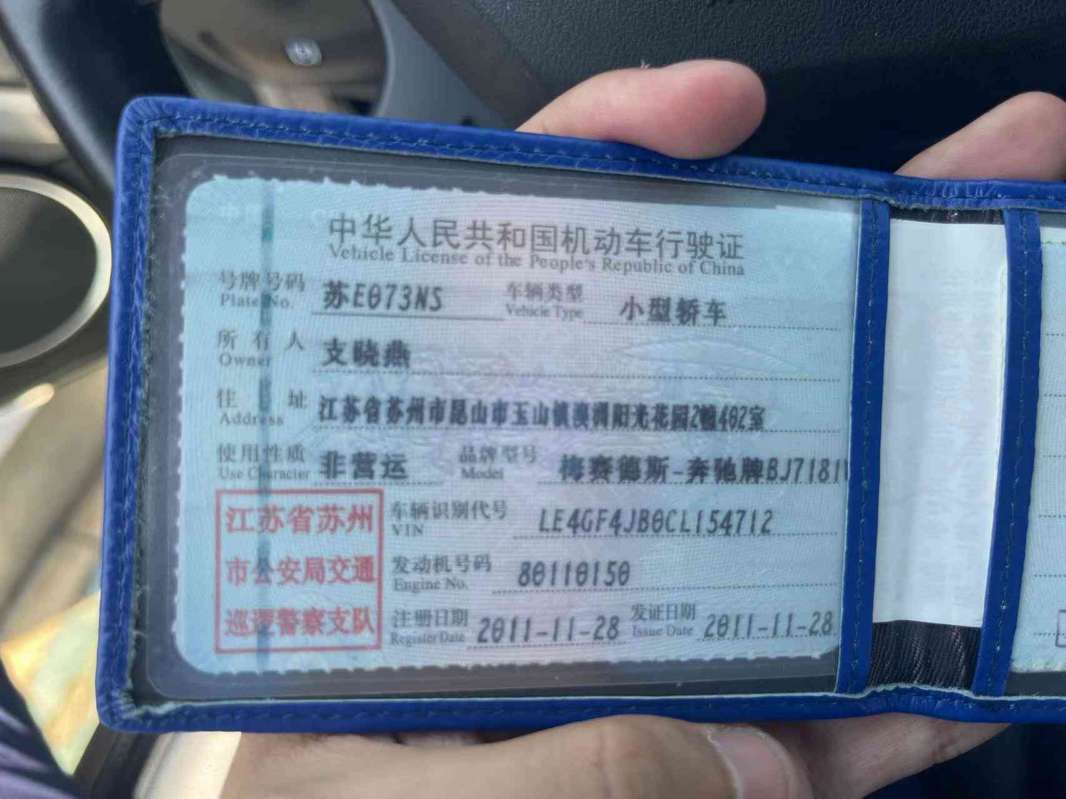 中华人民共和国机动车行驶证
Vehicle License of the People's Republic of China
号牌号码 苏E073NS 车辆类型 小型轿车
Plate No. Vehicle Type
所有人 支晓燕
Owner
住址 江苏省苏州市昆山市玉山镇澳洲阳光花园2幢402室
Address
使用性质 非营运 品牌型号 梅赛德斯-奔驰牌BJ7181
Use Character Model
江苏省苏州 车辆识别代号 LE4GF4JB0CL154712
VIN
市公安局交通 发动机号码 80110150
Engine No.
巡逻警察支队 注册日期 2011-11-28 发证日期 2011-11-28
Register Date Issue Date